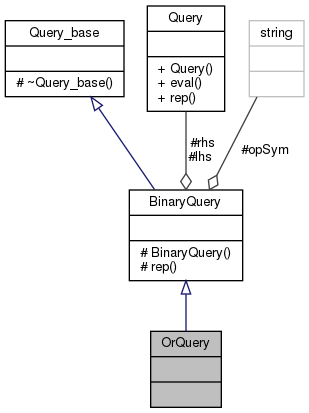 Query
+ Query()
+ eval()
+ rep()
Query_base
# ~Query_base()
string
#rhs
#lhs
#opSym
BinaryQuery
# BinaryQuery()
# rep()
OrQuery